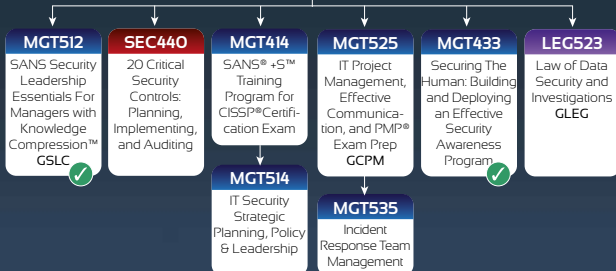 MGT512
SANS Security
Leadership
Essentials For
Managers with
Knowledge
Compression™
GSLC
SEC440
20 Critical
Security
Controls:
Planning,
Implementing,
and Auditing
MGT414
SANS® +S™
Training
Program for
CISSP® Certifi-
cation Exam
MGT525
IT Project
Management,
Effective
Communica-
tion, and PMP®
Exam Prep
GCPM
MGT433
Securing The
Human: Building
and Deploying
an Effective
Security
Awareness
Program
LEG523
Law of Data
Security and
Investigations
GLEG
MGT514
IT Security
Strategic
Planning, Policy
& Leadership
MGT535
Incident
Response Team
Management